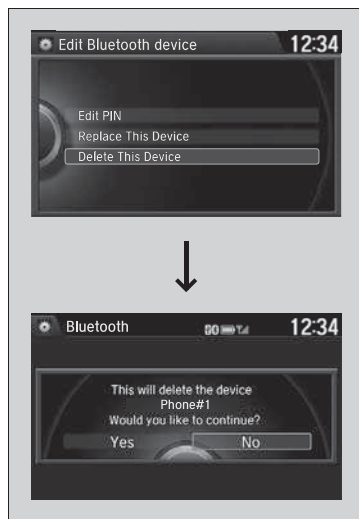 Edit Bluetooth device 12:34
Edit PIN
Replace This Device
Delete This Device
Bluetooth 12:34
This will delete the device
Phone#1
Would you like to continue?
Yes No